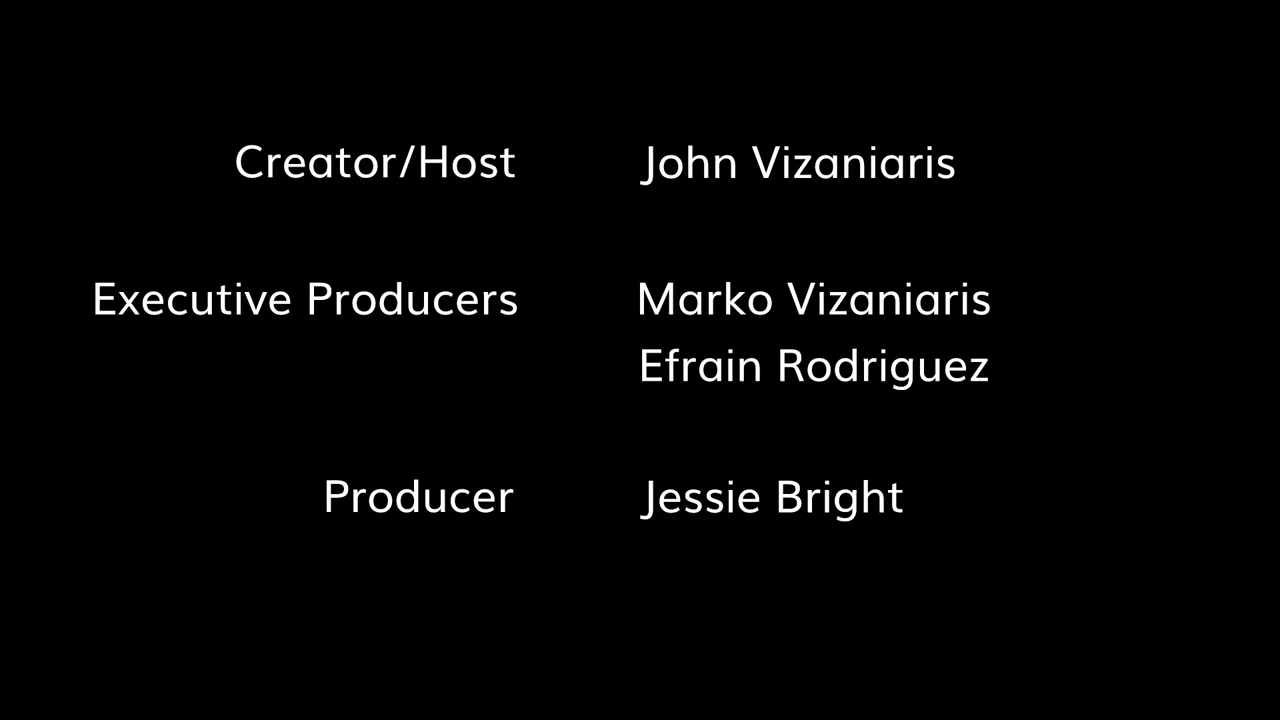 Creator/Host John Vizaniaris
Executive Producers Marko Vizaniaris
Efrain Rodriguez
Producer Jessie Bright